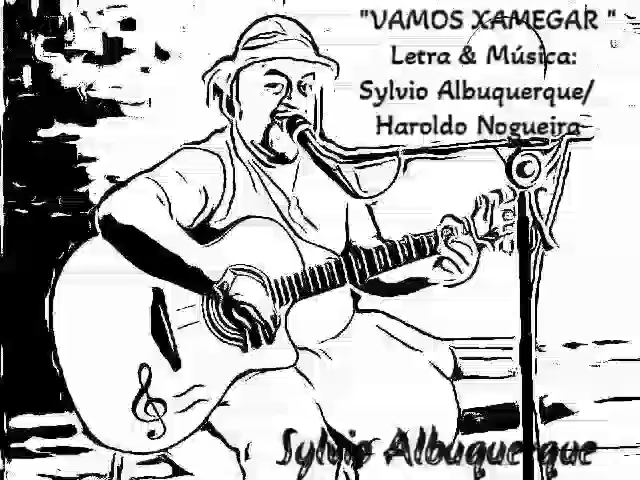 "VAMOS XAMEGAR "
Letra & Música:
Sylvio Albuquerque/
Haroldo Nogueira
Sylvio Albuquerque